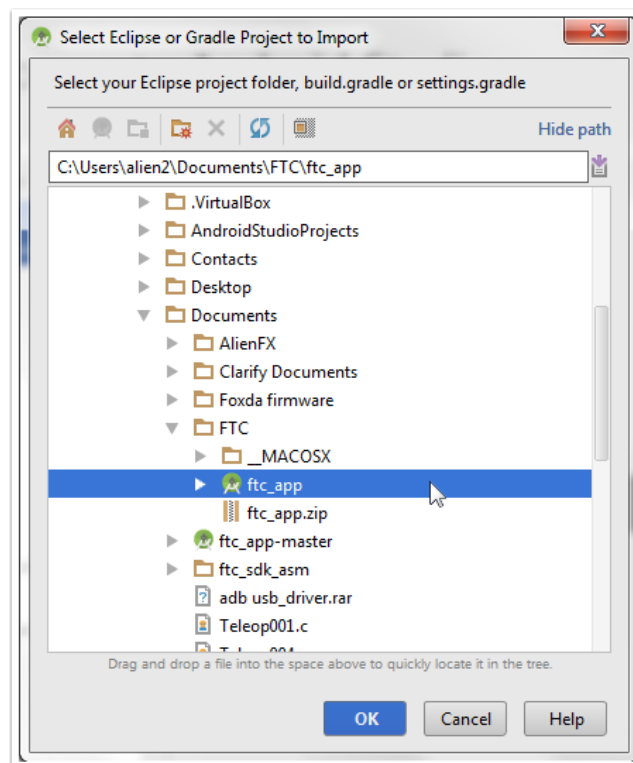 Select Eclipse or Gradle Project to Import
Select your Eclipse project folder, build.gradle or settings.gradle
Hide path
C:\Users\alien2\Documents\FTC\ftc_app
.VirtualBox
AndroidStudioProjects
Contacts
Desktop
Documents
AlienFX
Clarify Documents
Foxda firmware
FTC
__MACOSX
ftc_app
ftc_app.zip
ftc_app-master
ftc_sdk_asm
adb usb_driver.rar
Teleop001.c
Drag and drop a file into the space above to quickly locate it in the tree.
OK Cancel Help